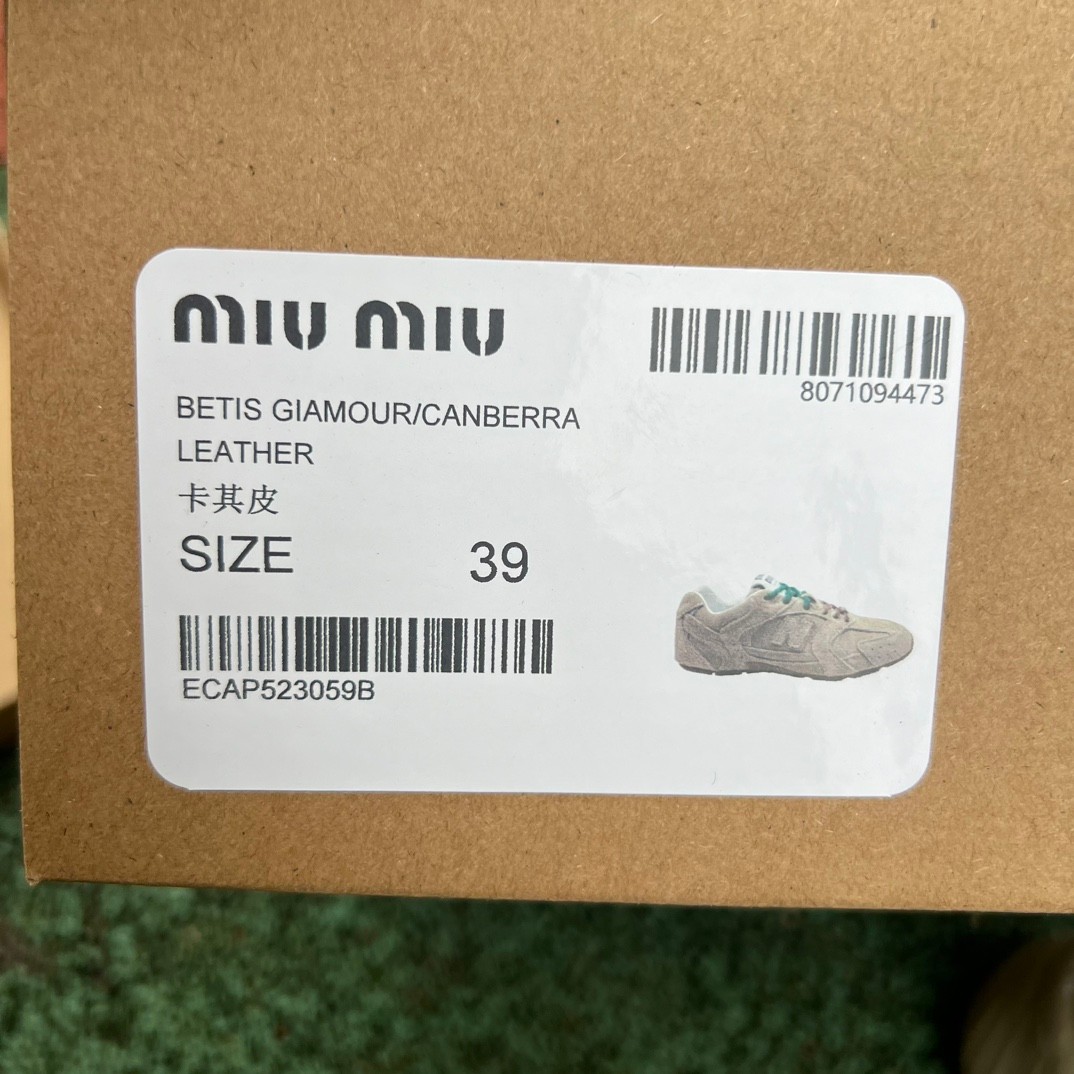 miu miu
8071094473
BETIS GIAMOUR/CANBERRA
LEATHER
卡其皮
SIZE 39
ECAP523059B
N